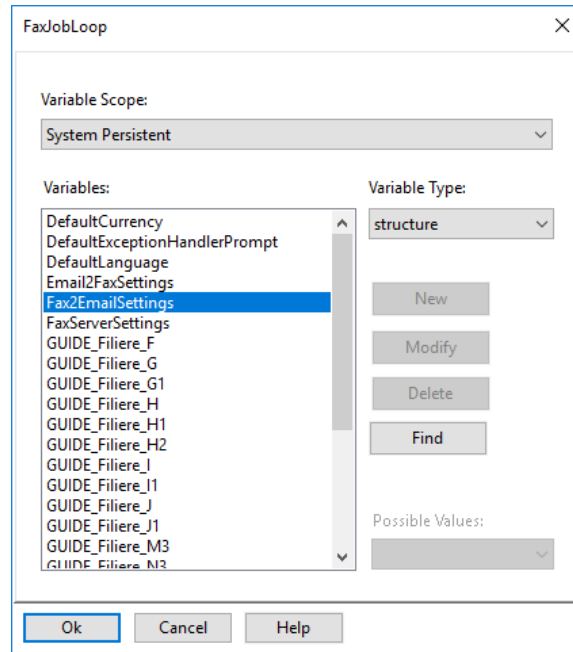 FaxJobLoop
Variable Scope:
System Persistent
Variables:
Variable Type:
DefaultCurrency
structure
DefaultExceptionHandlerPrompt
DefaultLanguage
Email2FaxSettings
Fax2EmailSettings
New
FaxServerSettings
GUIDE_Filiere_F
Modify
GUIDE_Filiere_G
GUIDE_Filiere_G1
Delete
GUIDE_Filiere_H
GUIDE_Filiere_H1
Find
GUIDE_Filiere_H2
GUIDE_Filiere_I
GUIDE_Filiere_I1
GUIDE_Filiere_J
Possible Values:
GUIDE_Filiere_J1
GUIDE_Filiere_M3
GUIDE_Filiere_N3
Ok
Cancel
Help